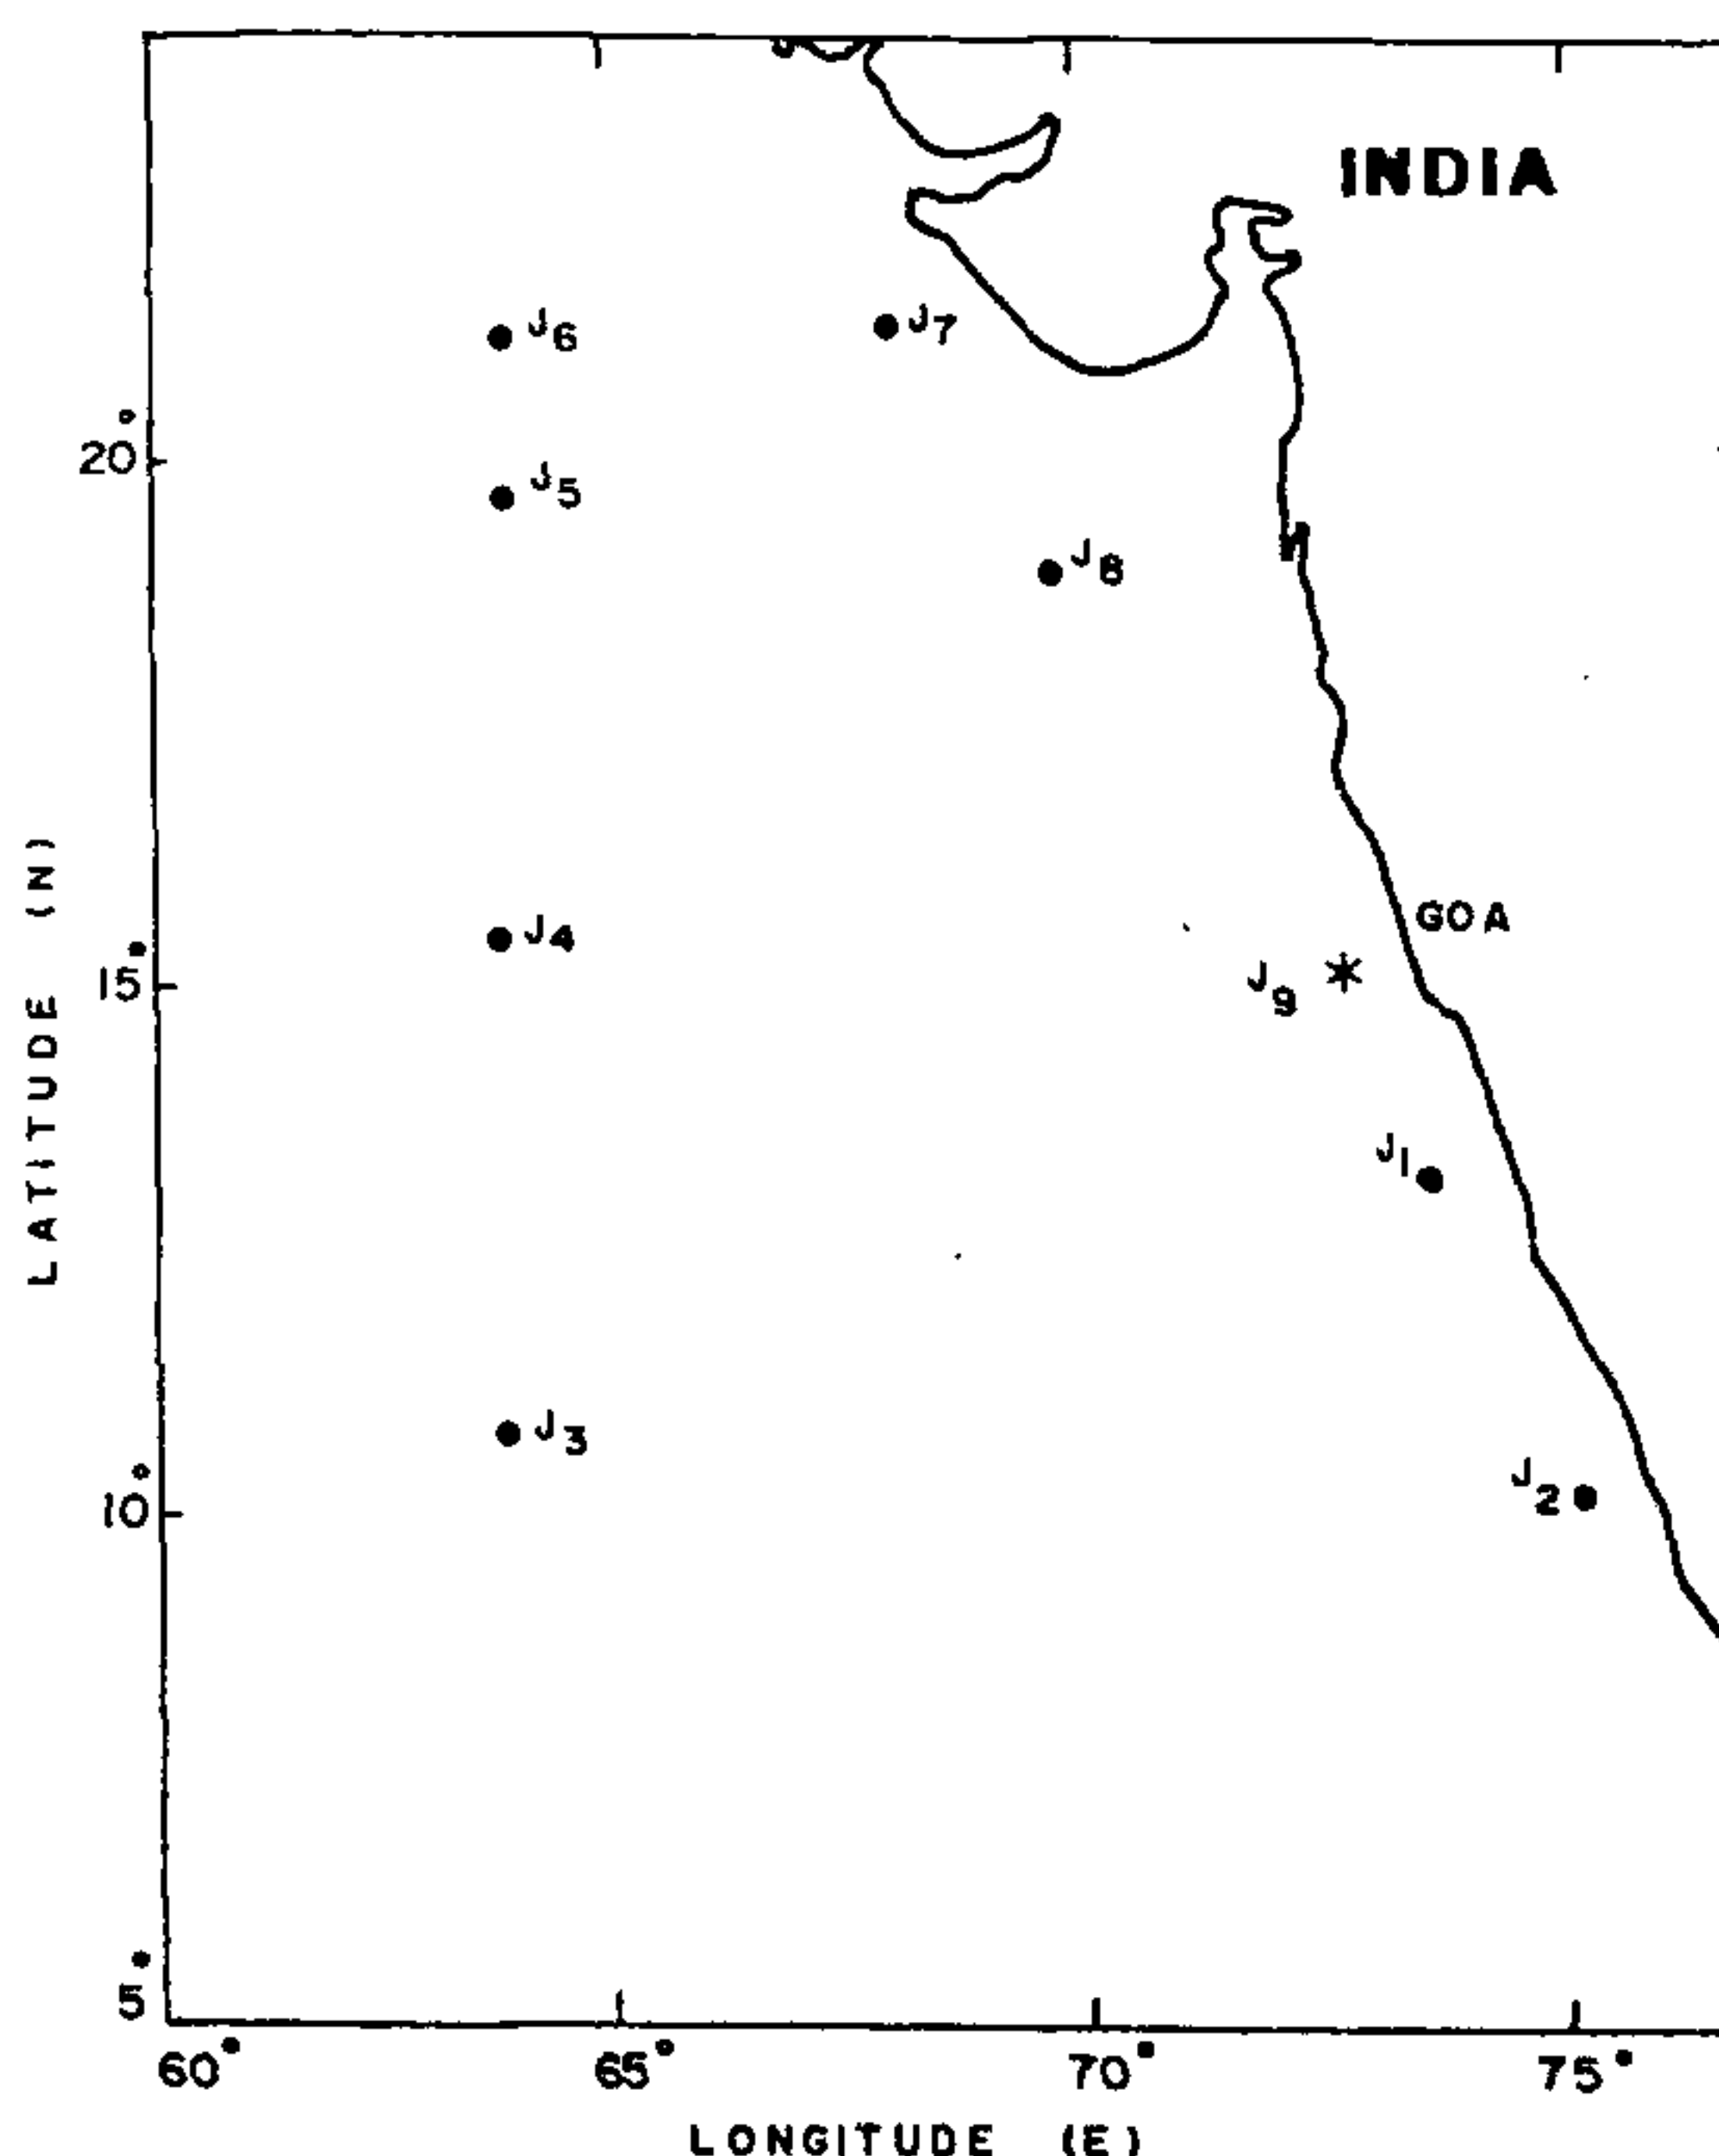 INDIA
J6
J7
20°
J5
J8
GOA
J4
15°
J9
J1
J3
10°
J2
5°
60° 65° 70° 75°
LATITUDE (N)
LONGITUDE (E)